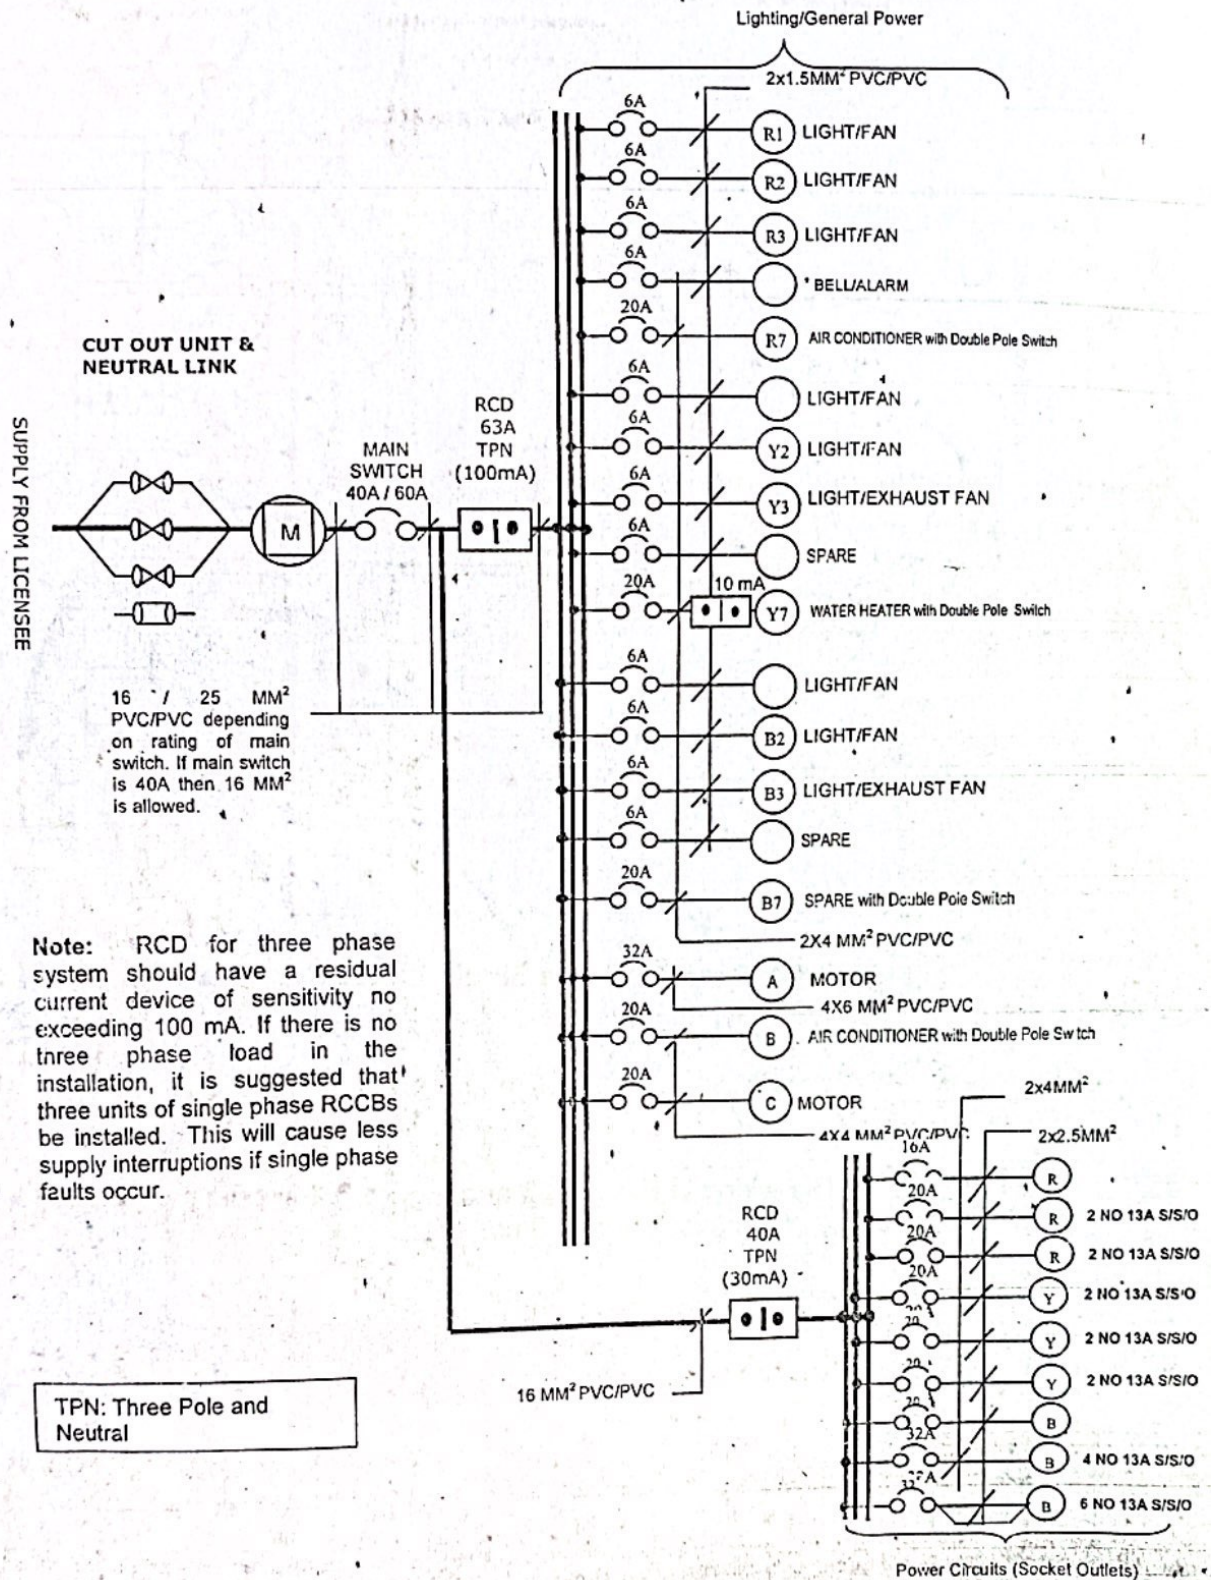 Lighting/General Power
2x1.5MM² PVC/PVC
6A
R1 LIGHT/FAN
6A
R2 LIGHT/FAN
6A
R3 LIGHT/FAN
6A
BELL/ALARM
20A
R7 AIR CONDITIONER with Double Pole Switch
6A
LIGHT/FAN
6A
Y2 LIGHT/FAN
6A
Y3 LIGHT/EXHAUST FAN
6A
SPARE
20A
10 mA
Y7 WATER HEATER with Double Pole Switch
6A
LIGHT/FAN
6A
B2 LIGHT/FAN
6A
B3 LIGHT/EXHAUST FAN
6A
SPARE
20A
B7 SPARE with Double Pole Switch
2X4 MM² PVC/PVC
32A
A MOTOR
4X6 MM² PVC/PVC
20A
B AIR CONDITIONER with Double Pole Switch
20A
C MOTOR
4X4 MM² PVC/PVC
CUT OUT UNIT &
NEUTRAL LINK
SUPPLY FROM LICENSEE
M
MAIN
SWITCH
40A / 60A
RCD
63A
TPN
(100mA)
16 / 25 MM²
PVC/PVC depending
on rating of main
switch. If main switch
is 40A then 16 MM²
is allowed.
Note: RCD for three phase
system should have a residual
current device of sensitivity no
exceeding 100 mA. If there is no
three phase load in the
installation, it is suggested that
three units of single phase RCCBs
be installed. This will cause less
supply interruptions if single phase
faults occur.
TPN: Three Pole and
Neutral
16 MM² PVC/PVC
RCD
40A
TPN
(30mA)
2x4MM²
2x2.5MM²
16A
R
20A
R 2 NO 13A S/S/O
20A
R 2 NO 13A S/S/O
20A
Y 2 NO 13A S/S/O
20
Y 2 NO 13A S/S/O
20
Y 2 NO 13A S/S/O
20
B
32A
B 4 NO 13A S/S/O
B 6 NO 13A S/S/O
Power Circuits (Socket Outlets)